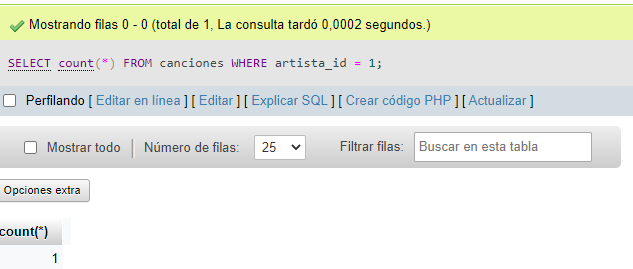 Mostrando filas 0 - 0 (total de 1, La consulta tardó 0,0002 segundos.)
SELECT count(*) FROM canciones WHERE artista_id = 1;
Perfilando [ Editar en línea ] [ Editar ] [ Explicar SQL ] [ Crear código PHP ] [ Actualizar ]
Mostrar todo | Número de filas: 25 Filtrar filas: Buscar en esta tabla
Opciones extra
count(*)
1